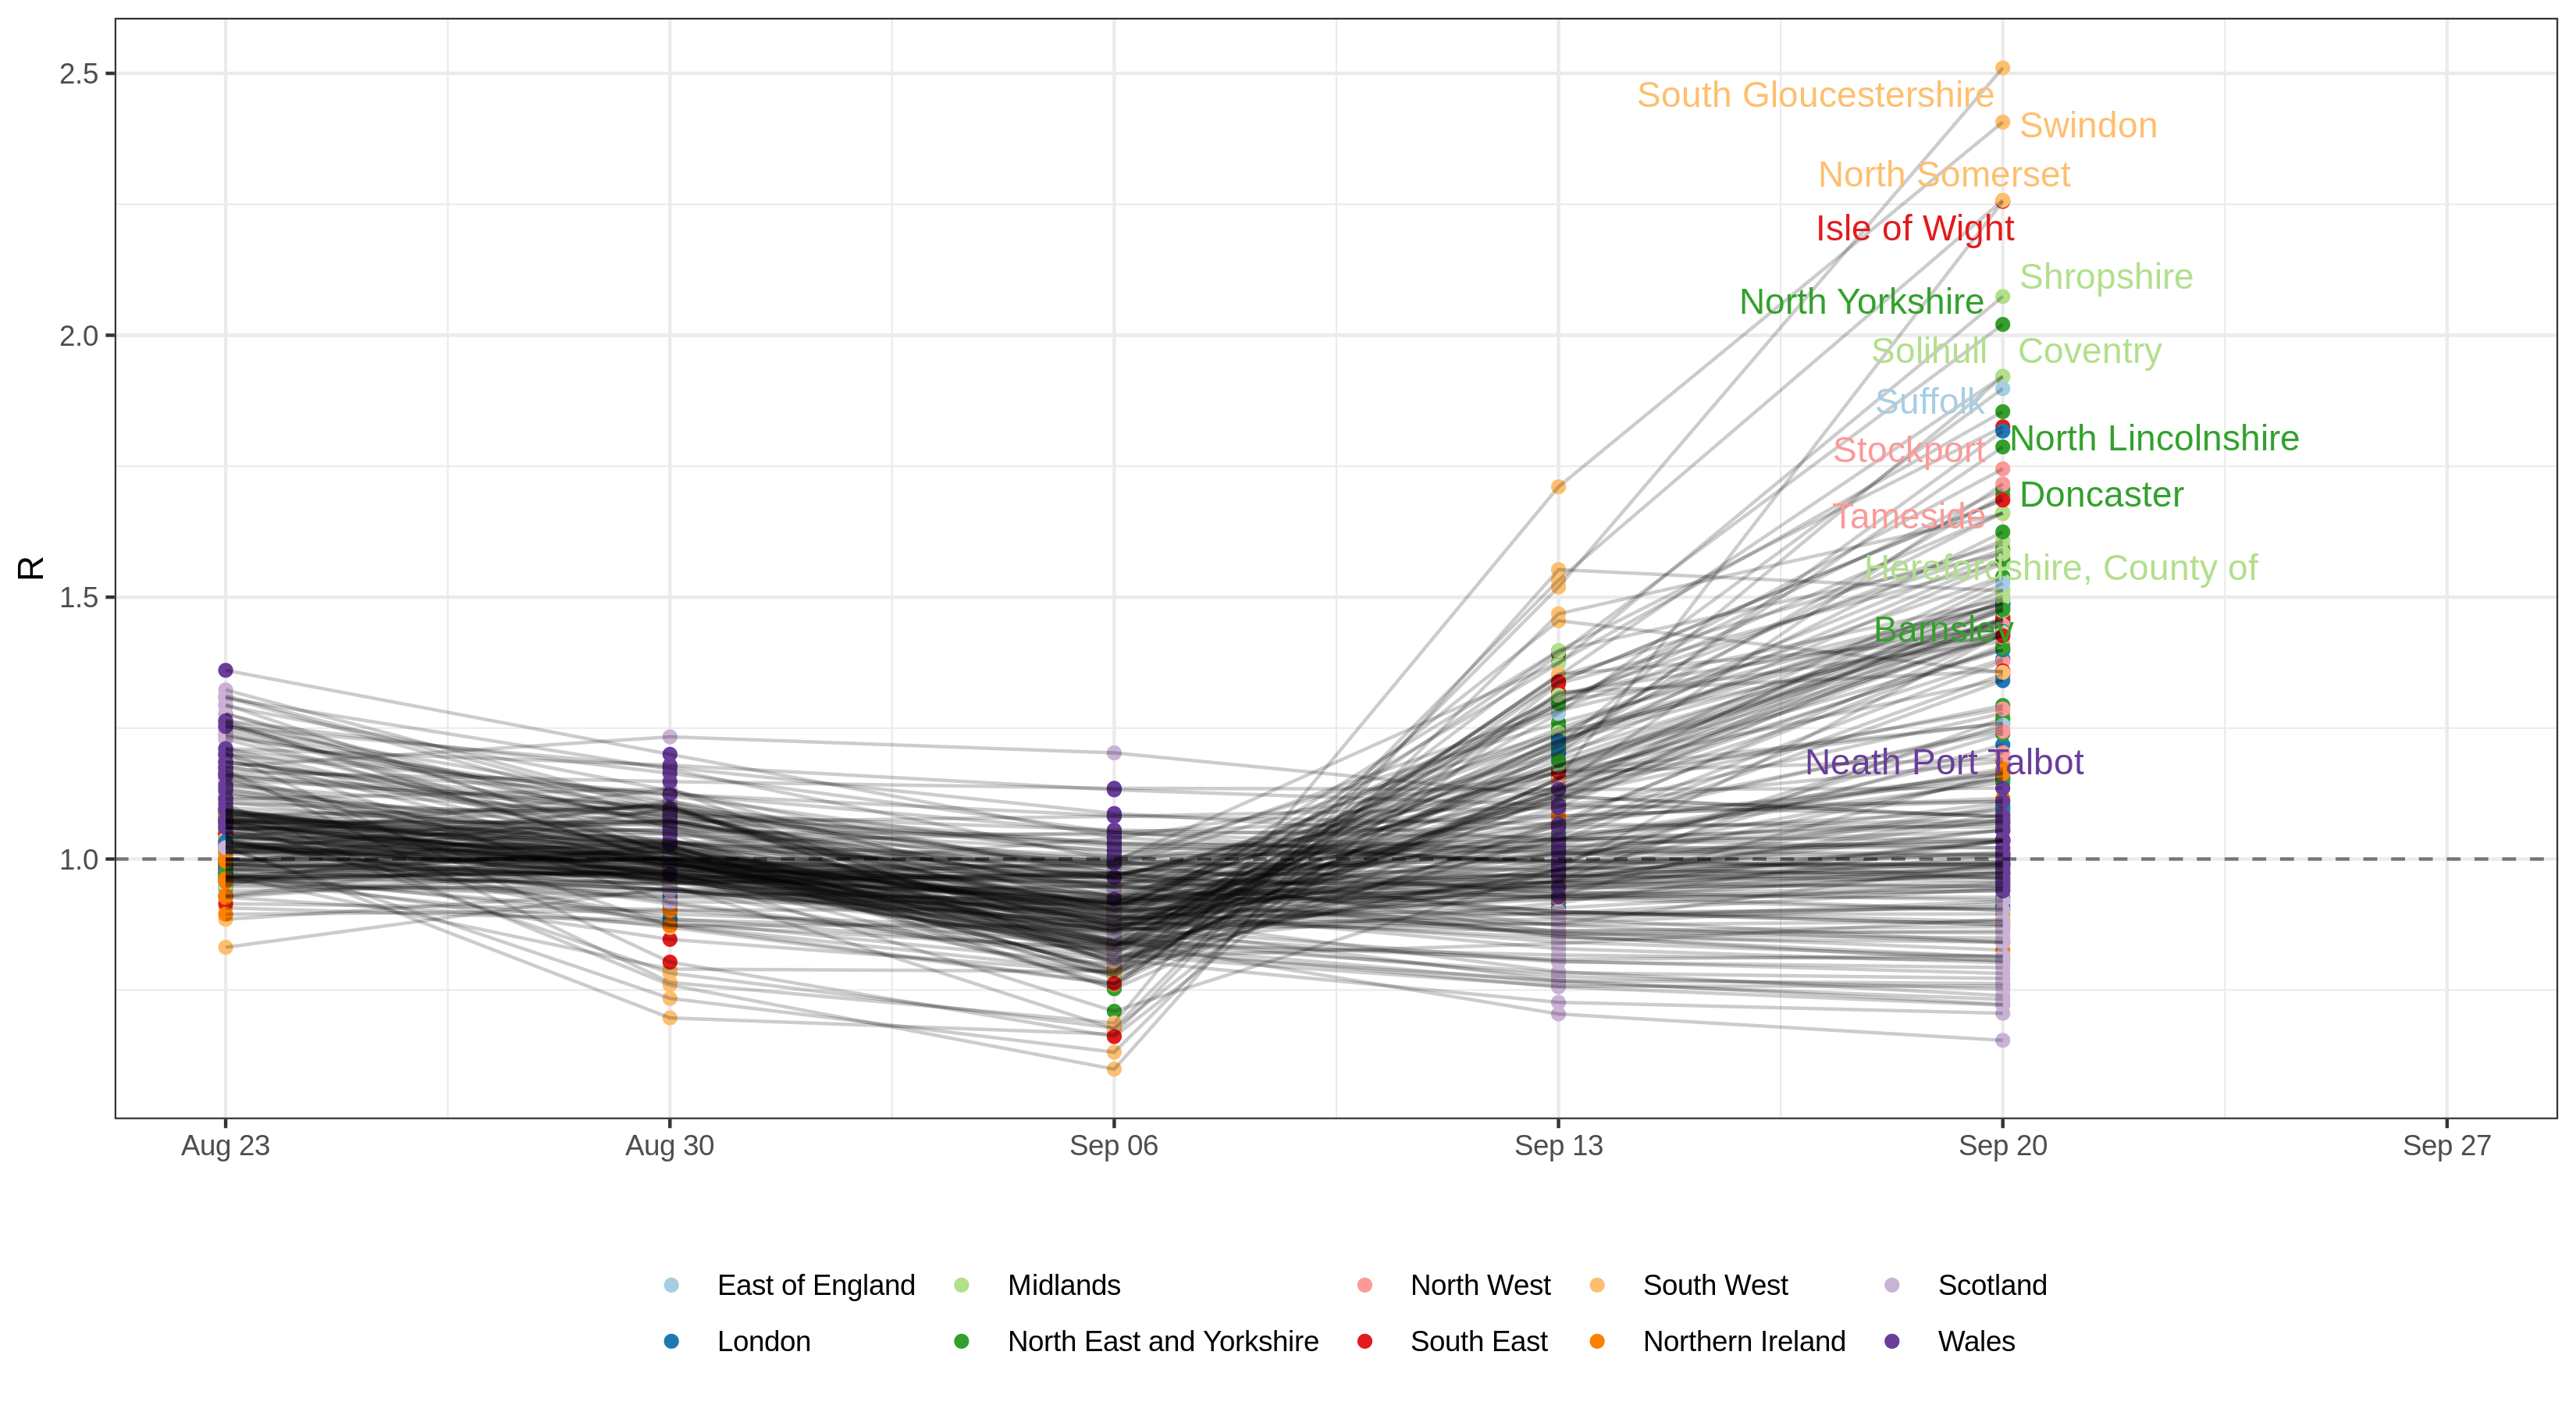 2.5
2.0
1.5
1.0
R
South Gloucestershire
Swindon
North Somerset
Isle of Wight
Shropshire
North Yorkshire
Solihull
Coventry
Suffolk
North Lincolnshire
Stockport
Doncaster
Tameside
Herefordshire, County of
Barnsley
Neath Port Talbot
Aug 23
Aug 30
Sep 06
Sep 13
Sep 20
Sep 27
East of England
Midlands
North West
South West
Scotland
London
North East and Yorkshire
South East
Northern Ireland
Wales